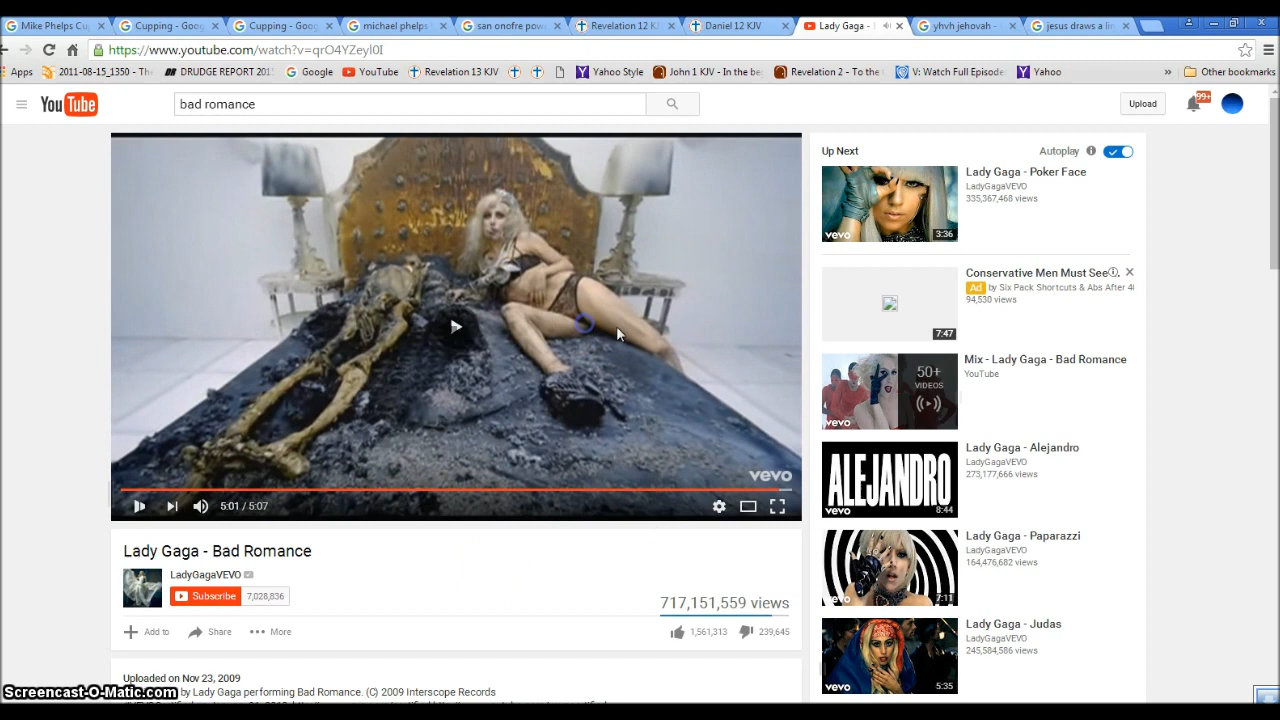 Mike Phelps Cup
Cupping - Goog
Cupping - Goog
michael phelps
san onofre pow
Revelation 12 KJ
Daniel 12 KJV
Lady Gaga -
yhvh jehovah -
jesus draws a lin
https://www.youtube.com/watch?v=qrO4YZeyl0I
Apps
2011-08-15_1350 - Th
DRUDGE REPORT 201
Google
YouTube
Revelation 13 KJV
Yahoo Style
John 1 KJV - In the be
Revelation 2 - To the
V: Watch Full Episode
Yahoo
»
Other bookmarks
YouTube
bad romance
Upload
99+
Up Next
Autoplay
Lady Gaga - Poker Face
LadyGagaVEVO
335,367,468 views
vevo
3:36
Conservative Men Must See
Ad by Six Pack Shortcuts & Abs After 4
94,530 views
7:47
Mix - Lady Gaga - Bad Romance
YouTube
50+
VIDEOS
vevo
Lady Gaga - Alejandro
LadyGagaVEVO
273,177,666 views
ALEJANDRO
vevo
8:44
Lady Gaga - Paparazzi
LadyGagaVEVO
164,476,682 views
vevo
7:11
Lady Gaga - Judas
LadyGagaVEVO
245,584,586 views
vevo
5:35
vevo
5:01 / 5:07
Lady Gaga - Bad Romance
LadyGagaVEVO
Subscribe
7,028,836
717,151,559 views
Add to
Share
More
1,561,313
239,645
Uploaded on Nov 23, 2009
by Lady Gaga performing Bad Romance. (C) 2009 Interscope Records
Screencast-O-Matic.com